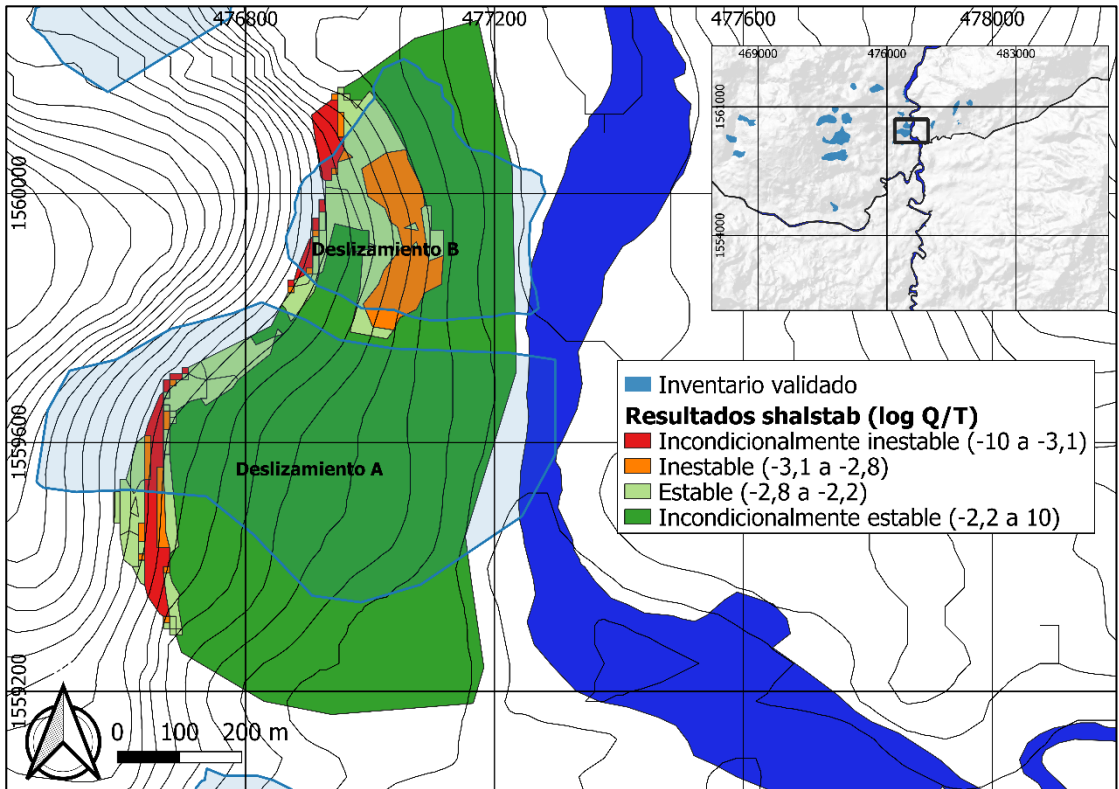 476800
477200
477600
478000
469000
476000
483000
1561000
1554000
1560000
1559600
1559200
Deslizamiento B
Deslizamiento A
Inventario validado
Resultados shalstab (log Q/T)
Incondicionalmente inestable (-10 a -3,1)
Inestable (-3,1 a -2,8)
Estable (-2,8 a -2,2)
Incondicionalmente estable (-2,2 a 10)
0 100 200 m